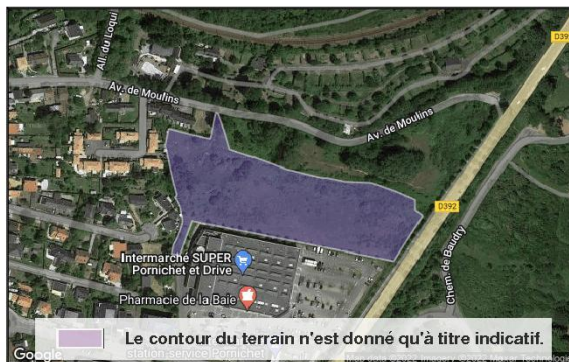 All. du Loqui
D39
Av. de Moulins
Av. de Moulins
D392
Intermarché SUPER
Pornichet et Drive
Chem. de Baudry
Pharmacie de la Baie
Le contour du terrain n'est donné qu'à titre indicatif.
station-service Pornichet
Google